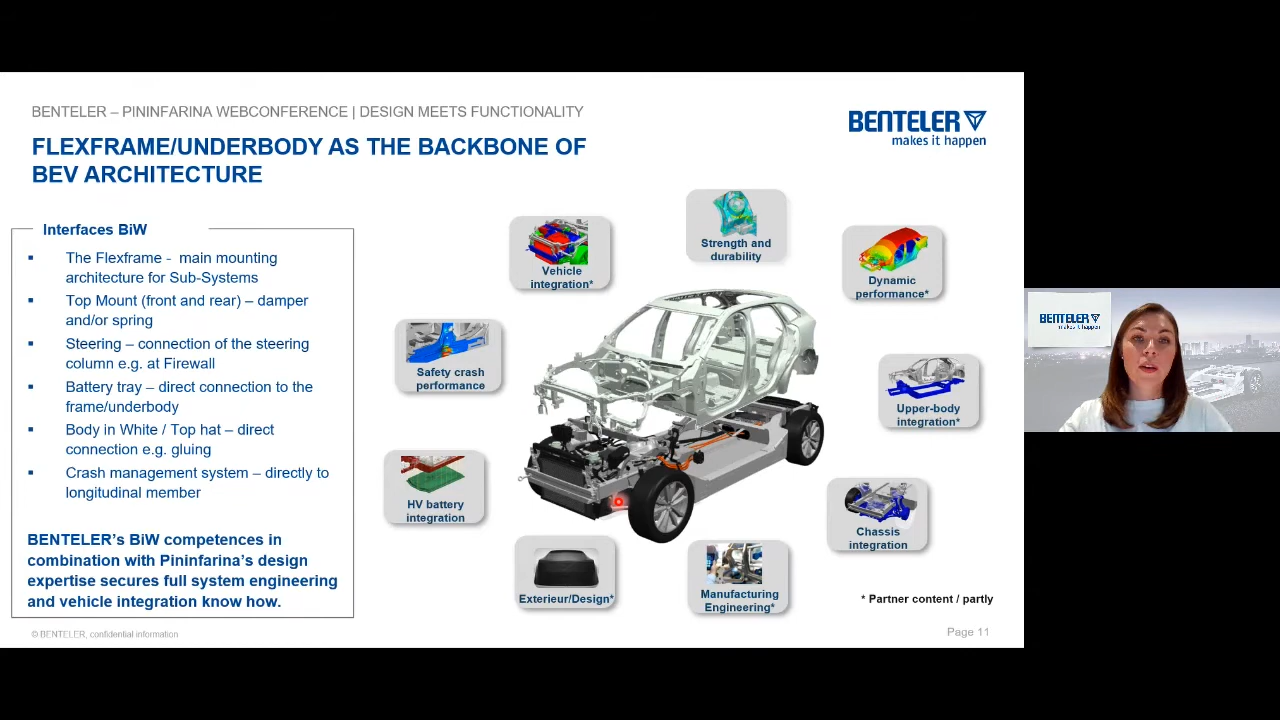 BENTELER – PININFARINA WEBCONFERENCE | DESIGN MEETS FUNCTIONALITY
BENTELER
makes it happen
FLEXFRAME/UNDERBODY AS THE BACKBONE OF
BEV ARCHITECTURE
Interfaces BiW
▪ The Flexframe - main mounting
architecture for Sub-Systems
▪ Top Mount (front and rear) – damper
and/or spring
▪ Steering – connection of the steering
column e.g. at Firewall
▪ Battery tray – direct connection to the
frame/underbody
▪ Body in White / Top hat – direct
connection e.g. gluing
▪ Crash management system – directly to
longitudinal member
BENTELER's BiW competences in
combination with Pininfarina's design
expertise secures full system engineering
and vehicle integration know how.
Vehicle
integration*
Strength and
durability
Dynamic
performance*
Safety crash
performance
Upper-body
integration*
HV battery
integration
Chassis
integration
Exterieur/Design*
Manufacturing
Engineering*
* Partner content / partly
© BENTELER, confidential information
Page 11
BENTELER
makes it happen